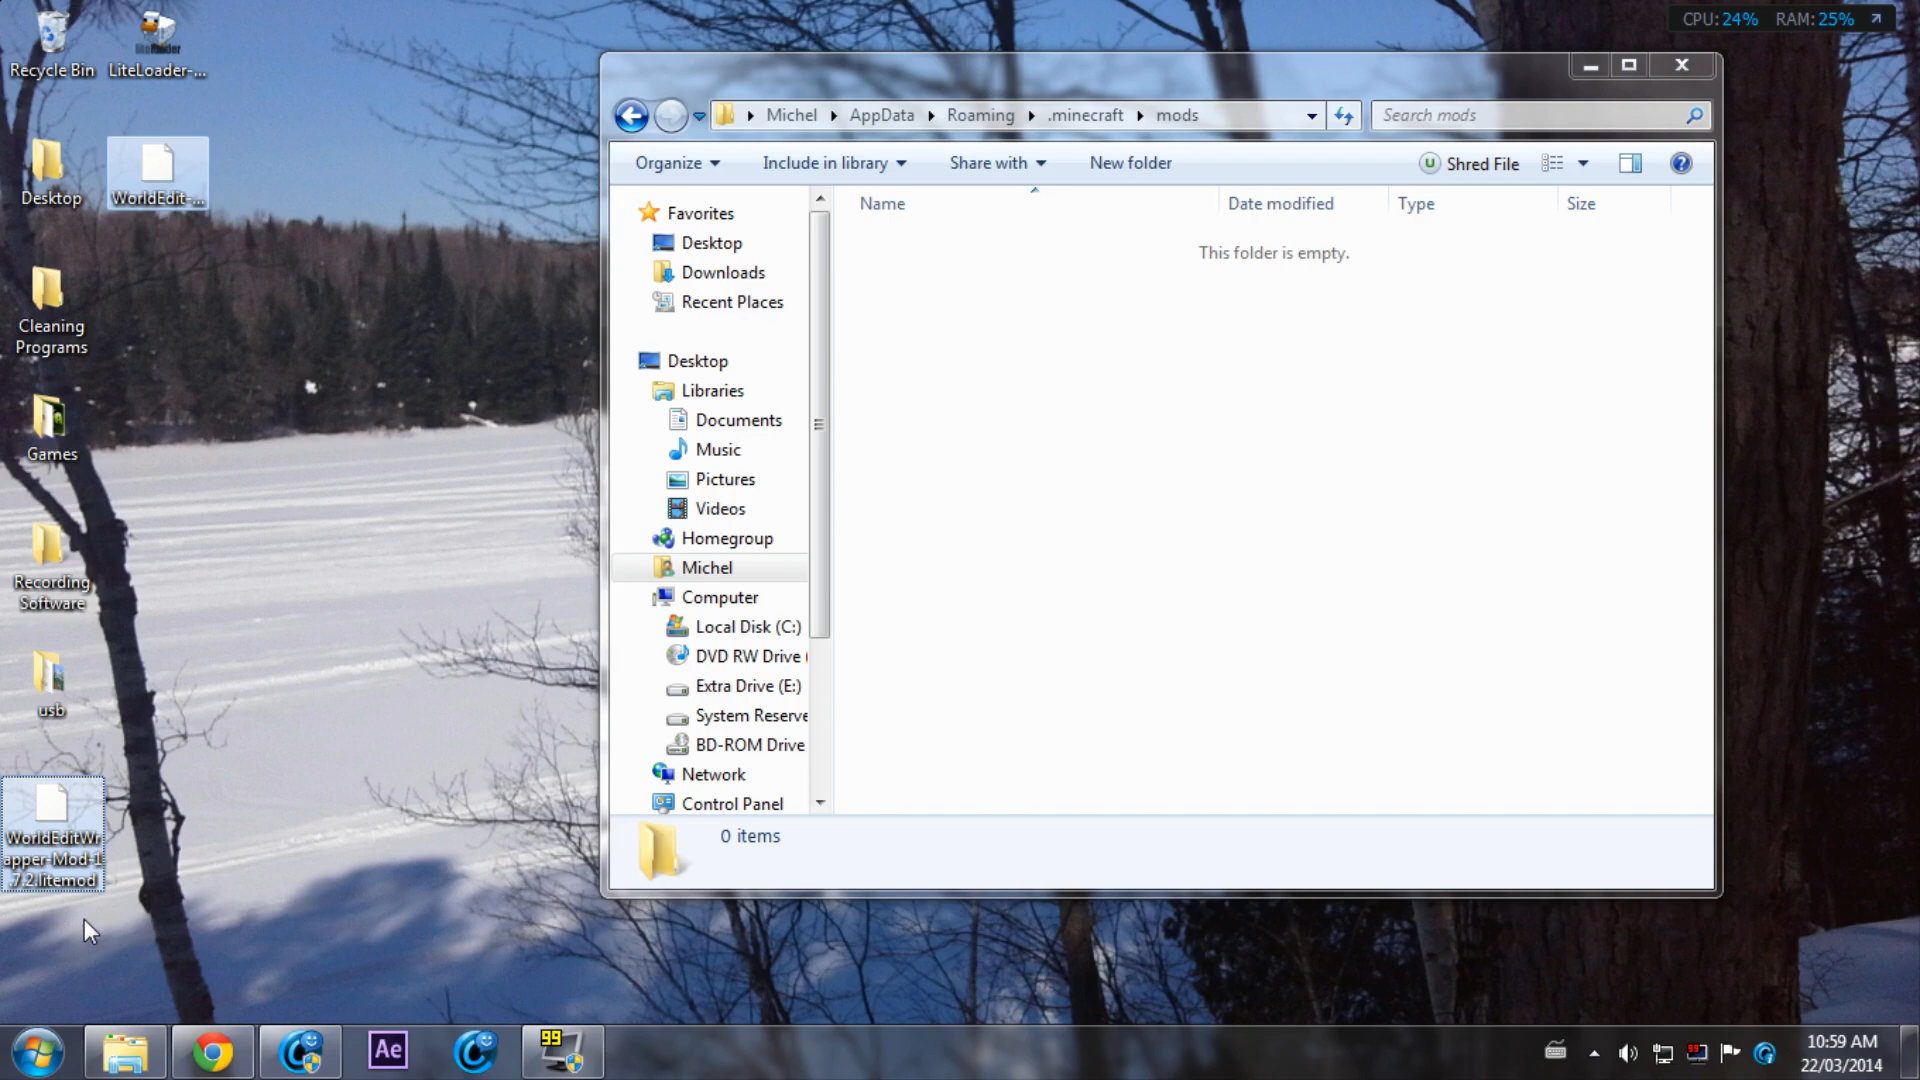 CPU: 24% RAM: 25%
Recycle Bin
LiteLoader-...
Desktop
WorldEdit-...
Cleaning
Programs
Games
Recording
Software
usb
WorldEditWr
apper-Mod-1
.7.2.litemod
Michel AppData Roaming .minecraft mods
Search mods
Organize Include in library Share with New folder Shred File
Name Date modified Type Size
This folder is empty.
Favorites
Desktop
Downloads
Recent Places
Desktop
Libraries
Documents
Music
Pictures
Videos
Homegroup
Michel
Computer
Local Disk (C:)
DVD RW Drive (
Extra Drive (E:)
System Reserve
BD-ROM Drive
Network
Control Panel
0 items
Ae
99
10:59 AM
22/03/2014